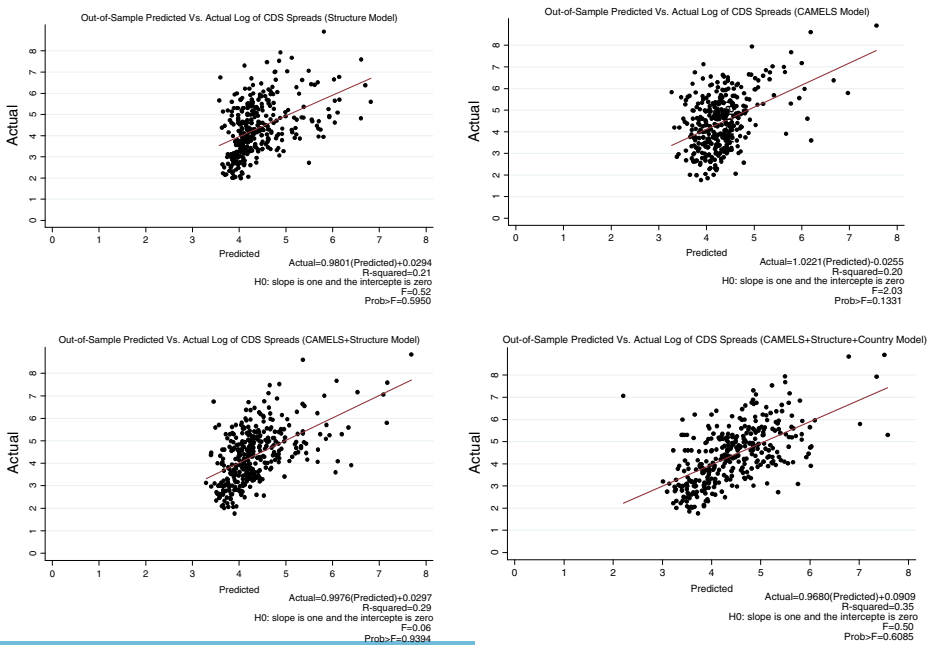 Out-of-Sample Predicted Vs. Actual Log of CDS Spreads (Structure Model)
Actual
8
7
6
5
4
3
2
1
0
0 1 2 3 4 5 6 7 8
Predicted
Actual=0.9801(Predicted)+0.0294
R-squared=0.21
H0: slope is one and the intercepte is zero
F=0.52
Prob>F=0.5950
Out-of-Sample Predicted Vs. Actual Log of CDS Spreads (CAMELS Model)
Actual
8
7
6
5
4
3
2
1
0
0 1 2 3 4 5 6 7 8
Predicted
Actual=1.0221(Predicted)-0.0255
R-squared=0.20
H0: slope is one and the intercepte is zero
F=2.03
Prob>F=0.1331
Out-of-Sample Predicted Vs. Actual Log of CDS Spreads (CAMELS+Structure Model)
Actual
8
7
6
5
4
3
2
1
0
0 1 2 3 4 5 6 7 8
Predicted
Actual=0.9976(Predicted)+0.0297
R-squared=0.29
H0: slope is one and the intercepte is zero
F=0.06
Prob>F=0.9394
Out-of-Sample Predicted Vs. Actual Log of CDS Spreads (CAMELS+Structure+Country Model)
Actual
8
7
6
5
4
3
2
1
0
0 1 2 3 4 5 6 7 8
Predicted
Actual=0.9680(Predicted)+0.0909
R-squared=0.35
H0: slope is one and the intercepte is zero
F=0.50
Prob>F=0.6085